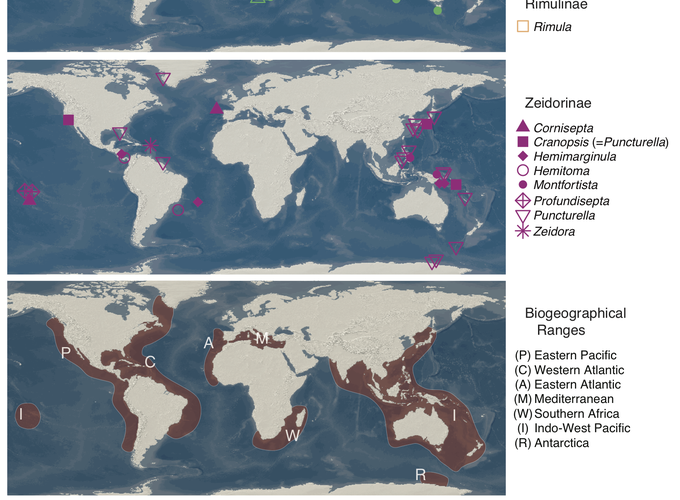 Rimulinae
Rimula
Zeidorinae
Cornisepta
Cranopsis (=Puncturella)
Hemimarginula
Hemitoma
Montfortista
Profundisepta
Puncturella
Zeidora
Biogeographical
Ranges
(P) Eastern Pacific
(C) Western Atlantic
(A) Eastern Atlantic
(M) Mediterranean
(W) Southern Africa
(I) Indo-West Pacific
(R) Antarctica
P
C
A
M
W
I
I
R